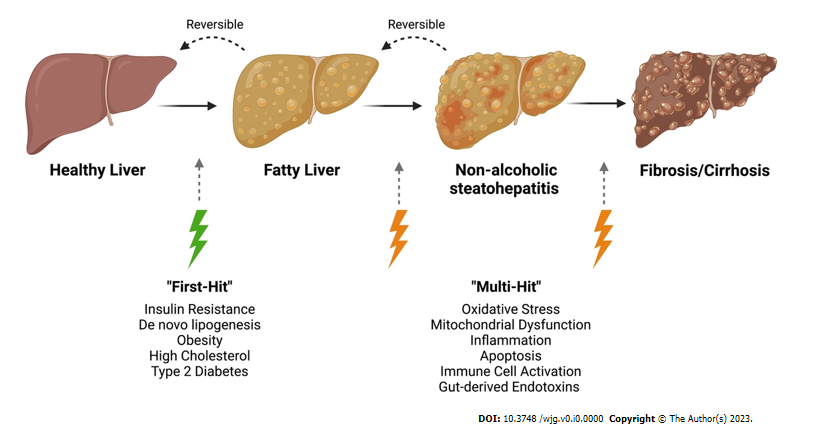 Reversible
Reversible
Healthy Liver
Fatty Liver
Non-alcoholic
steatohepatitis
Fibrosis/Cirrhosis
"First-Hit"
Insulin Resistance
De novo lipogenesis
Obesity
High Cholesterol
Type 2 Diabetes
"Multi-Hit"
Oxidative Stress
Mitochondrial Dysfunction
Inflammation
Apoptosis
Immune Cell Activation
Gut-derived Endotoxins
DOI: 10.3748 /wjg.v0.i0.0000 Copyright © The Author(s) 2023.